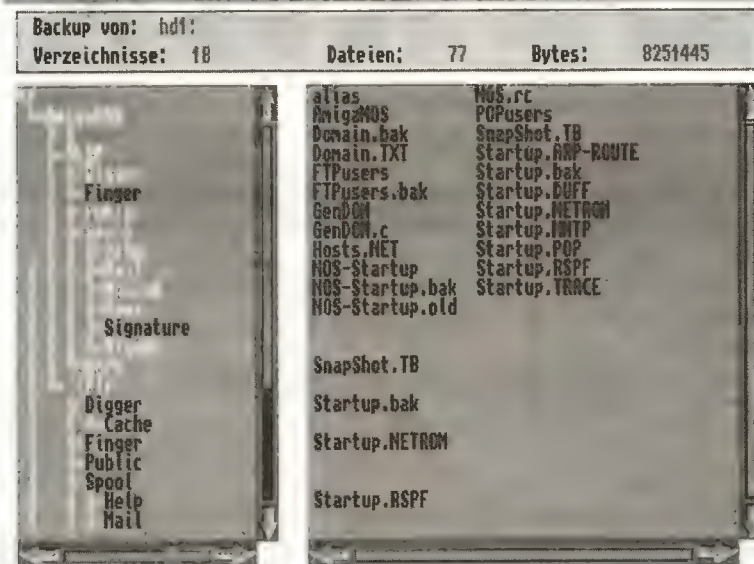 Backup von: hd1:
Verzeichnisse: 18 Dateien: 77 Bytes: 8251445
Finger
Signature
Digger
Cache
Finger
Public
Spool
Help
Mail
alias
AmigaNOS
Domain.bak
Domain.TXT
FTPusers
FTPusers.bak
GenDOM
GenDOM.c
Hosts.NET
NOS-Startup
NOS-Startup.bak
NOS-Startup.old
SnapShot.TB
Startup.bak
Startup.NETROM
Startup.RSPF
NOS.rc
POPusers
SnapShot.TB
Startup.ARP-ROUTE
Startup.bak
Startup.DUFF
Startup.NETROM
Startup.NNTP
Startup.POP
Startup.RSPF
Startup.TRACE